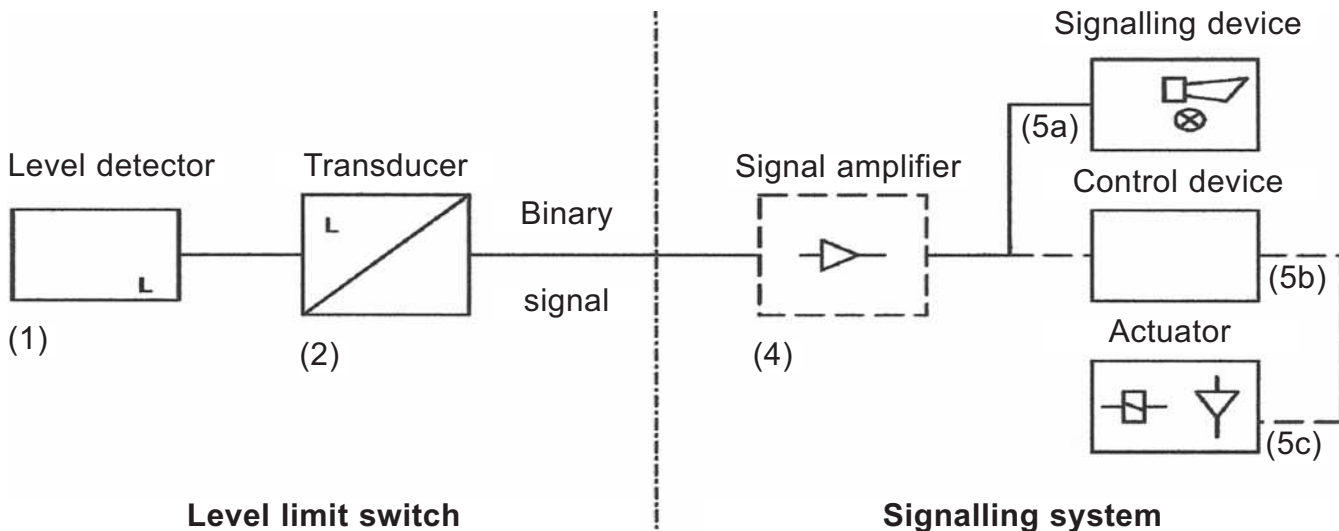 Signalling device
(5a)
Level detector
Transducer
Signal amplifier
Control device
L
L
Binary
signal
(5b)
(1)
(2)
(4)
Actuator
(5c)
Level limit switch
Signalling system